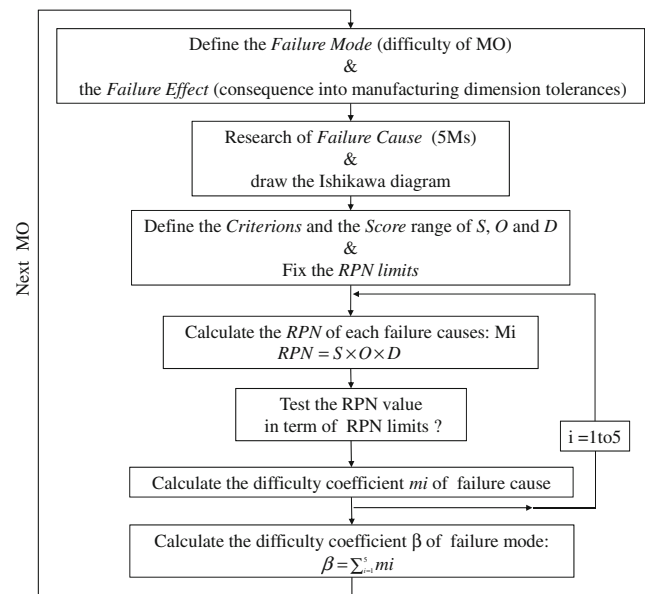 Define the Failure Mode (difficulty of MO)
&
the Failure Effect (consequence into manufacturing dimension tolerances)
Research of Failure Cause (5Ms)
&
draw the Ishikawa diagram
Define the Criterions and the Score range of S, O and D
&
Fix the RPN limits
Calculate the RPN of each failure causes: Mi
RPN = S×O×D
Test the RPN value
in term of RPN limits ?
i =1to5
Calculate the difficulty coefficient mi of failure cause
Calculate the difficulty coefficient β of failure mode:
β = ∑⁵ᵢ₌₁ mi
Next MO